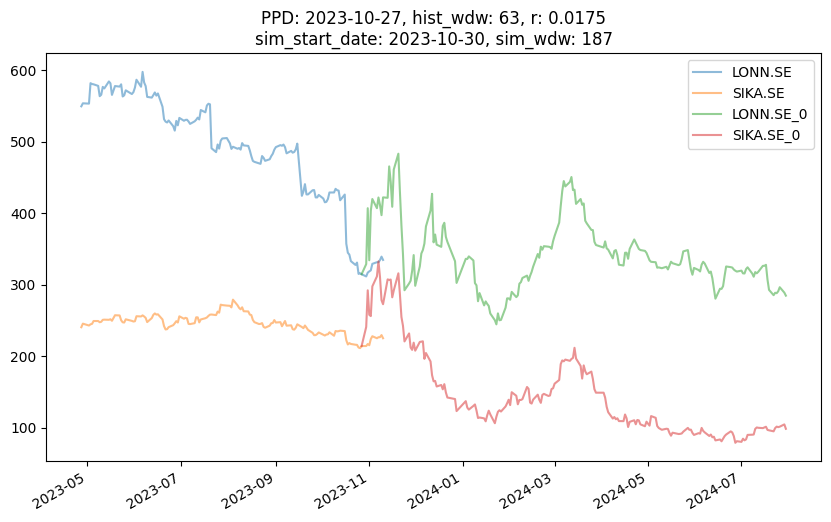 PPD: 2023-10-27, hist_wdw: 63, r: 0.0175
sim_start_date: 2023-10-30, sim_wdw: 187
LONN.SE
SIKA.SE
LONN.SE_0
SIKA.SE_0
600
500
400
300
200
100
2023-05
2023-07
2023-09
2023-11
2024-01
2024-03
2024-05
2024-07